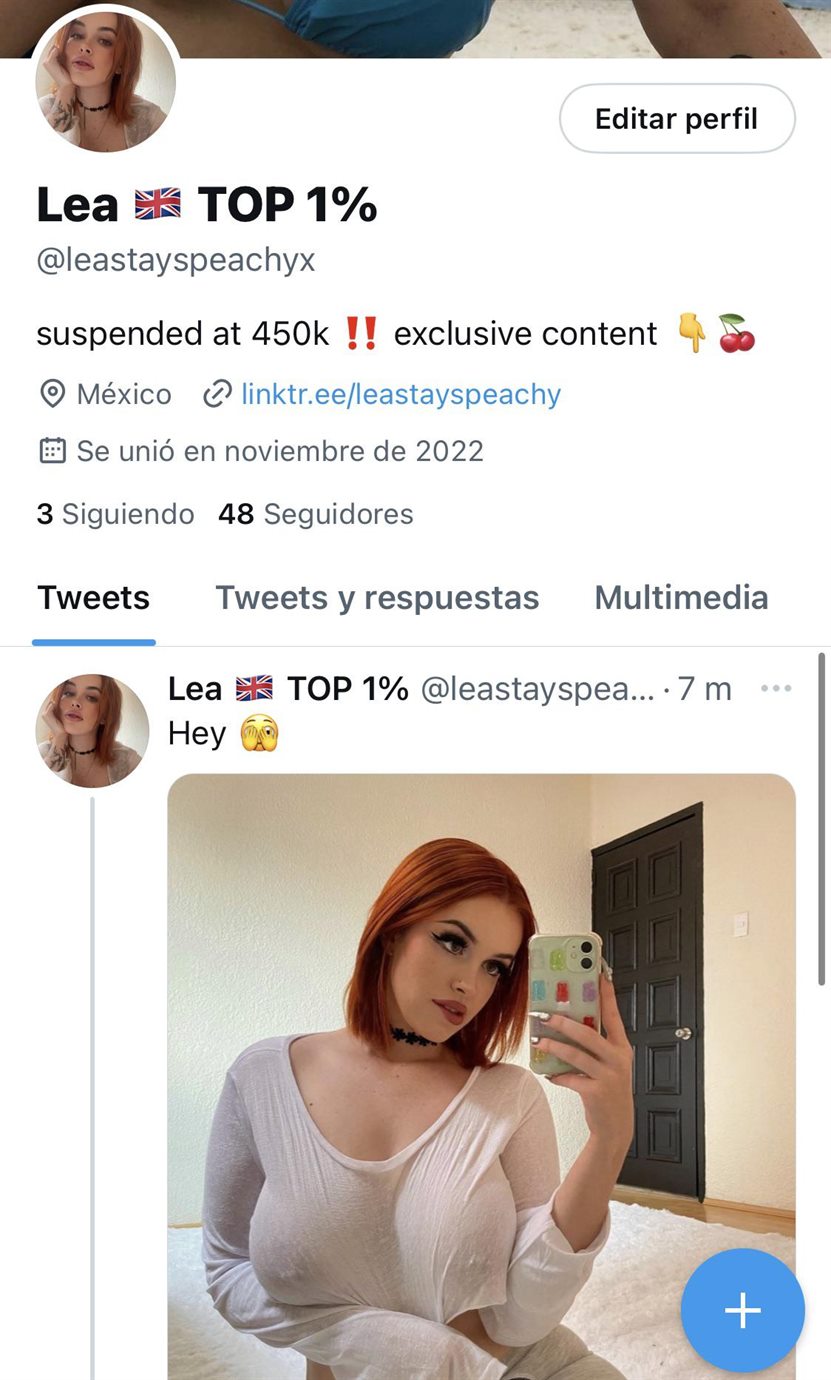 Editar perfil
Lea 🇬🇧 TOP 1%
@leastayspeachyx
suspended at 450k ‼️ exclusive content 👇🍒
México linktr.ee/leastayspeachy
Se unió en noviembre de 2022
3 Siguiendo 48 Seguidores
Tweets Tweets y respuestas Multimedia
Lea 🇬🇧 TOP 1% @leastayspea... · 7 m
Hey 🫣